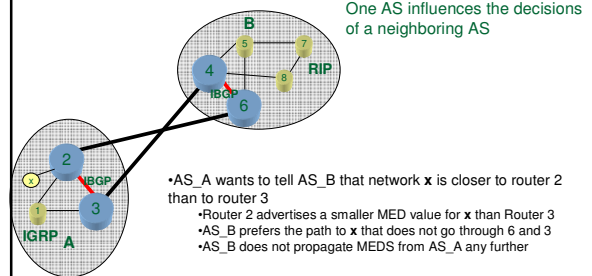 One AS influences the decisions
of a neighboring AS
B
5
7
RIP
4
8
IBGP
6
2
x
IBGP
1
3
IGRP A
•AS_A wants to tell AS_B that network x is closer to router 2
than to router 3
•Router 2 advertises a smaller MED value for x than Router 3
•AS_B prefers the path to x that does not go through 6 and 3
•AS_B does not propagate MEDS from AS_A any further